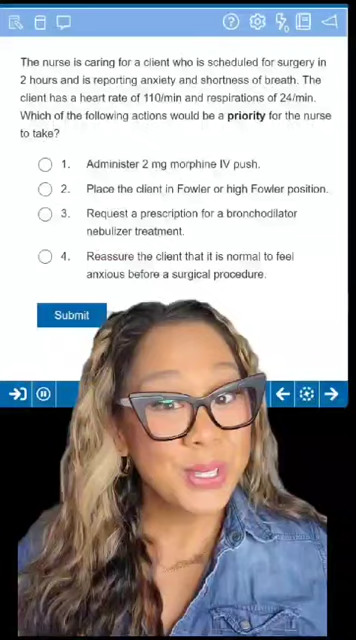 The nurse is caring for a client who is scheduled for surgery in
2 hours and is reporting anxiety and shortness of breath. The
client has a heart rate of 110/min and respirations of 24/min.
Which of the following actions would be a priority for the nurse
to take?
1. Administer 2 mg morphine IV push.
2. Place the client in Fowler or high Fowler position.
3. Request a prescription for a bronchodilator
nebulizer treatment.
4. Reassure the client that it is normal to feel
anxious before a surgical procedure.
Submit